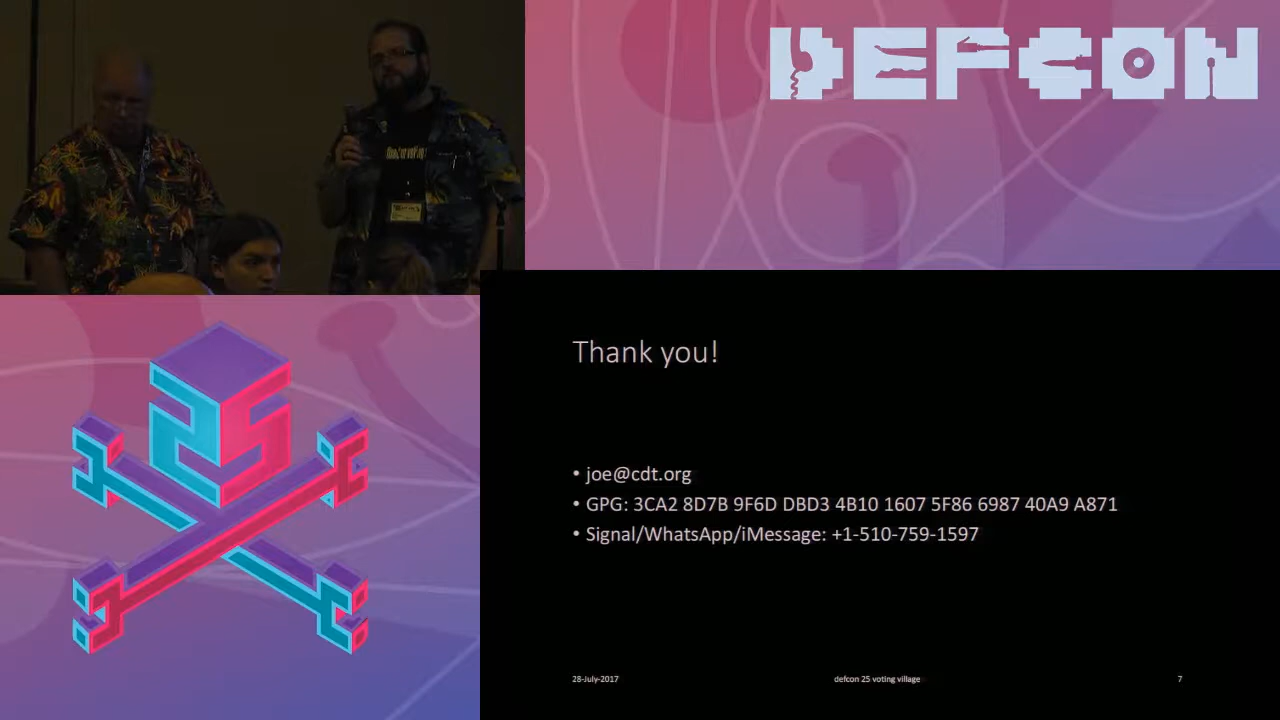 DEFCON
25
Thank you!
• joe@cdt.org
• GPG: 3CA2 8D7B 9F6D DBD3 4B10 1607 5F86 6987 40A9 A871
• Signal/WhatsApp/iMessage: +1-510-759-1597
28-July-2017
defcon 25 voting village
7